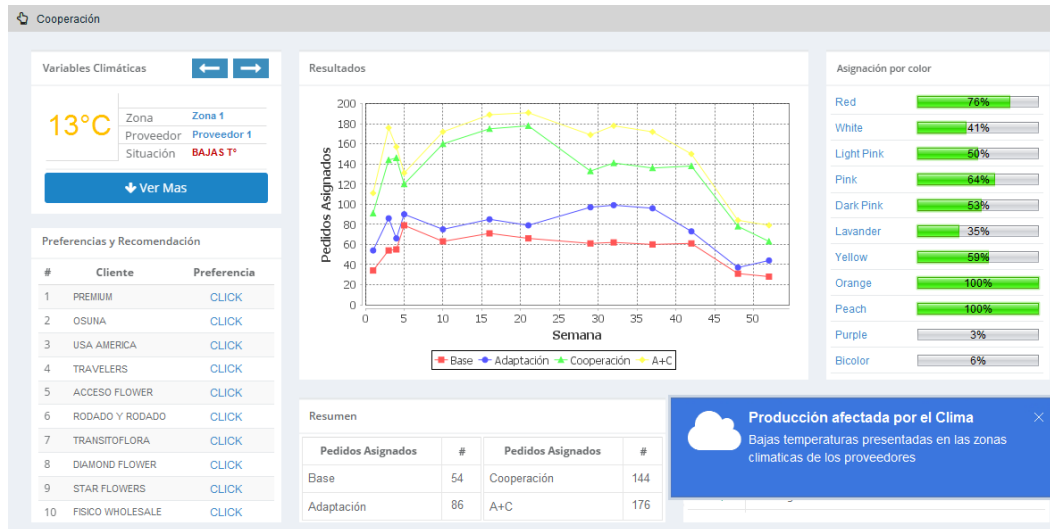 Cooperación
Variables Climáticas
13°C
Zona Zona 1
Proveedor Proveedor 1
Situación BAJAS T°
Ver Mas
Preferencias y Recomendación
# Cliente Preferencia
1 PREMIUM CLICK
2 OSUNA CLICK
3 USA AMERICA CLICK
4 TRAVELERS CLICK
5 ACCESO FLOWER CLICK
6 RODADO Y RODADO CLICK
7 TRANSITOFLORA CLICK
8 DIAMOND FLOWER CLICK
9 STAR FLOWERS CLICK
10 FISICO WHOLESALE CLICK
Resultados
Pedidos Asignados
200
180
160
140
120
100
80
60
40
20
0
0 5 10 15 20 25 30 35 40 45 50
Semana
Base Adaptación Cooperación A+C
Asignación por color
Red 76%
White 41%
Light Pink 50%
Pink 64%
Dark Pink 53%
Lavander 35%
Yellow 59%
Orange 100%
Peach 100%
Purple 3%
Bicolor 6%
Resumen
Pedidos Asignados # Pedidos Asignados #
Base 54 Cooperación 144
Adaptación 86 A+C 176
Producción afectada por el Clima
Bajas temperaturas presentadas en las zonas
climaticas de los proveedores